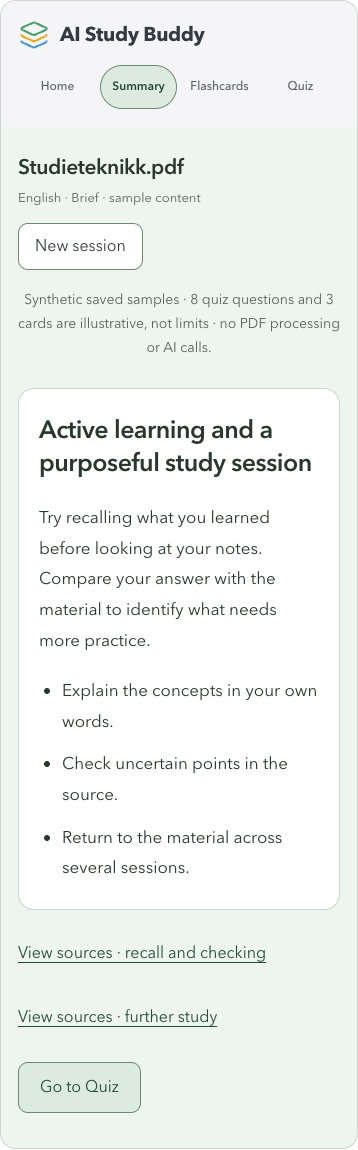 AI Study Buddy
Home Summary Flashcards Quiz
Studieteknikk.pdf
English · Brief · sample content
New session
Synthetic saved samples · 8 quiz questions and 3
cards are illustrative, not limits · no PDF processing
or AI calls.
Active learning and a
purposeful study session
Try recalling what you learned
before looking at your notes.
Compare your answer with the
material to identify what needs
more practice.
• Explain the concepts in your own
words.
• Check uncertain points in the
source.
• Return to the material across
several sessions.
View sources · recall and checking
View sources · further study
Go to Quiz